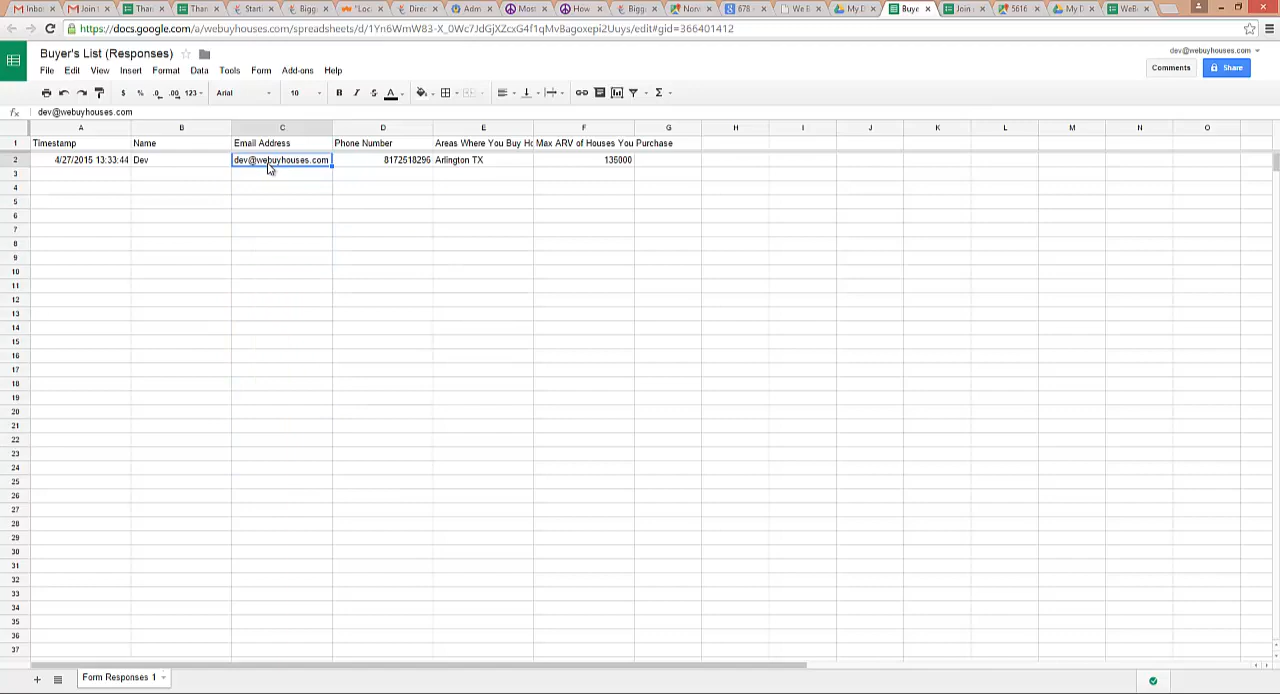 Inbo
Join !
Than
Than
Start
Bigg
"Loc
Direc
Adm
Most
How
Bigg
Norv
678 -
We E
My D
Buye
Join
5616
My D
WeB
https://docs.google.com/a/webuyhouses.com/spreadsheets/d/1Yn6WmW83-X_0Wc7JdGjXZcxG4f1qMvBagoxepi2Uuys/edit#gid=366401412
Buyer's List (Responses)
dev@webuyhouses.com
File Edit View Insert Format Data Tools Form Add-ons Help
Comments Share
$ % .0 .00 123 Arial 10 B I S A Σ
fx dev@webuyhouses.com
A B C D E F G H I J K L M N O
1 Timestamp Name Email Address Phone Number Areas Where You Buy Ho Max ARV of Houses You Purchase
2 4/27/2015 13:33:44 Dev dev@webuyhouses.com 8172518296 Arlington TX 135000
3
4
5
6
7
8
9
10
11
12
13
14
15
16
17
18
19
20
21
22
23
24
25
26
27
28
29
30
31
32
33
34
35
36
37
+ Form Responses 1